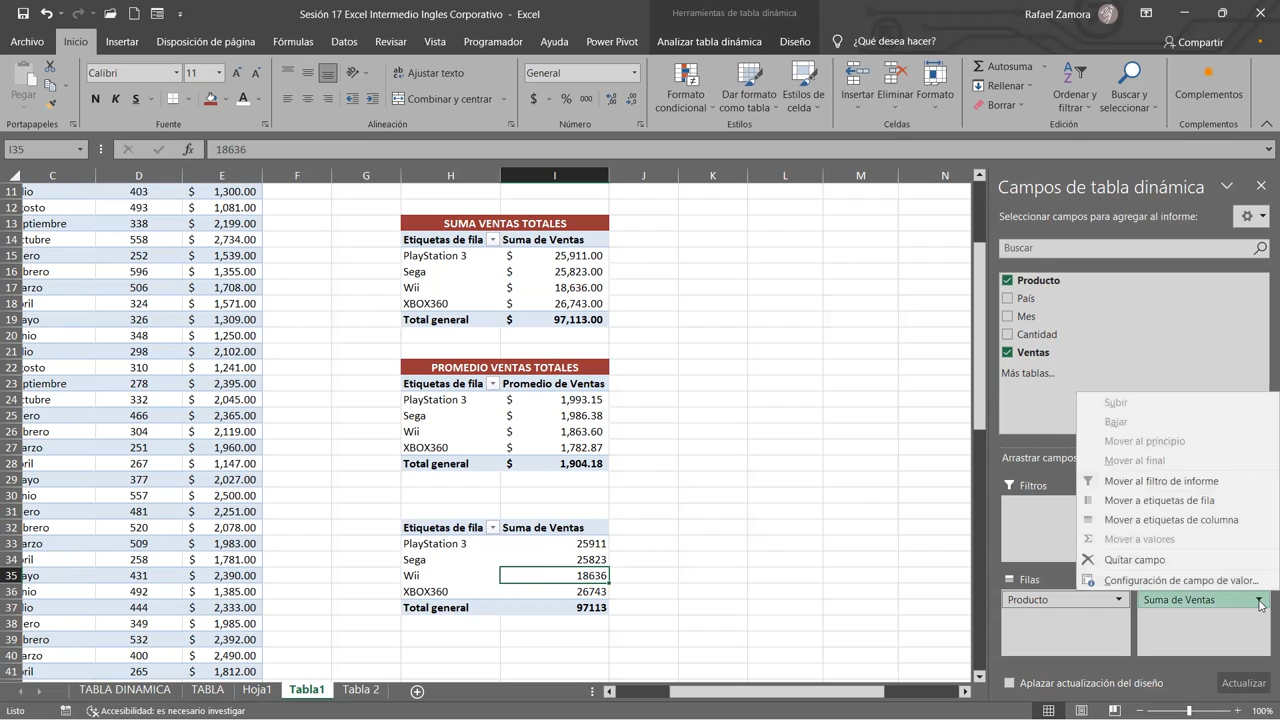 Sesión 17 Excel Intermedio Ingles Corporativo - Excel
Herramientas de tabla dinámica
Rafael Zamora
Archivo Inicio Insertar Disposición de página Fórmulas Datos Revisar Vista Programador Ayuda Power Pivot Analizar tabla dinámica Diseño ¿Qué desea hacer? Compartir
Pegar
Calibri 11
N K S
Ajustar texto
Combinar y centrar
General
$ % 000
Formato condicional
Dar formato como tabla
Estilos de celda
Insertar Eliminar Formato
Autosuma
Rellenar
Borrar
Ordenar y filtrar
Buscar y seleccionar
Complementos
Portapapeles Fuente Alineación Número Estilos Celdas Edición Complementos
I35 fx 18636
C D E F G H I J K L M N
11 lio 403 $ 1,300.00
12 osto 493 $ 1,081.00
13 ptiembre 338 $ 2,199.00 SUMA VENTAS TOTALES
14 tubre 558 $ 2,734.00 Etiquetas de fila Suma de Ventas
15 ero 252 $ 1,539.00 PlayStation 3 $ 25,911.00
16 brero 596 $ 1,355.00 Sega $ 25,823.00
17 arzo 506 $ 1,708.00 Wii $ 18,636.00
18 ril 324 $ 1,571.00 XBOX360 $ 26,743.00
19 ayo 326 $ 1,309.00 Total general $ 97,113.00
20 nio 348 $ 1,250.00
21 lio 298 $ 2,102.00
22 osto 310 $ 1,241.00 PROMEDIO VENTAS TOTALES
23 eptiembre 278 $ 2,395.00 Etiquetas de fila Promedio de Ventas
24 ctubre 332 $ 2,045.00 PlayStation 3 $ 1,993.15
25 ero 466 $ 2,365.00 Sega $ 1,986.38
26 brero 304 $ 2,119.00 Wii $ 1,863.60
27 arzo 251 $ 1,960.00 XBOX360 $ 1,782.87
28 ril 267 $ 1,147.00 Total general $ 1,904.18
29 ayo 377 $ 2,027.00
30 nio 557 $ 2,500.00
31 ero 481 $ 2,251.00
32 brero 520 $ 2,078.00 Etiquetas de fila Suma de Ventas
33 arzo 509 $ 1,983.00 PlayStation 3 25911
34 ril 258 $ 1,781.00 Sega 25823
35 ayo 431 $ 2,390.00 Wii 18636
36 nio 492 $ 1,385.00 XBOX360 26743
37 lio 444 $ 2,333.00 Total general 97113
38 ero 349 $ 1,985.00
39 brero 532 $ 2,392.00
40 arzo 400 $ 2,490.00
41 ril 265 $ 1,812.00
Campos de tabla dinámica
Seleccionar campos para agregar al informe:
Buscar
Producto
País
Mes
Cantidad
Ventas
Más tablas...
Arrastrar campos
Filtros
Filas
Producto
Suma de Ventas
Subir
Bajar
Mover al principio
Mover al final
Mover al filtro de informe
Mover a etiquetas de fila
Mover a etiquetas de columna
Mover a valores
Quitar campo
Configuración de campo de valor...
Aplazar actualización del diseño Actualizar
TABLA DINAMICA TABLA Hoja1 Tabla1 Tabla 2
Listo Accesibilidad: es necesario investigar 100%